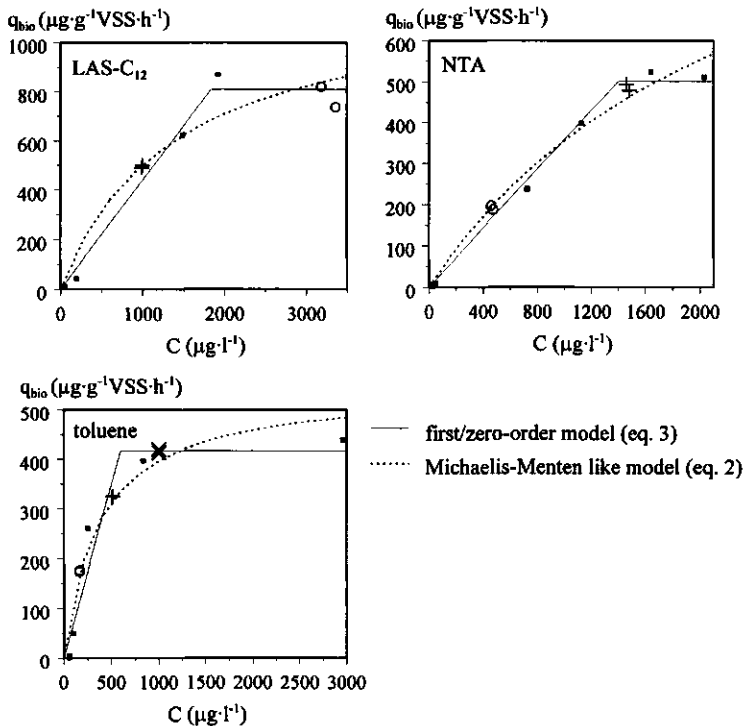 q_bio (µg·g⁻¹VSS·h⁻¹)
LAS-C₁₂
1000
800
600
400
200
0
0 1000 2000 3000
C (µg·l⁻¹)
q_bio (µg·g⁻¹VSS·h⁻¹)
NTA
600
500
400
300
200
100
0
0 400 800 1200 1600 2000
C (µg·l⁻¹)
q_bio (µg·g⁻¹VSS·h⁻¹)
toluene
500
400
300
200
100
0
0 500 1000 1500 2000 2500 3000
C (µg·l⁻¹)
first/zero-order model (eq. 3)
Michaelis-Menten like model (eq. 2)